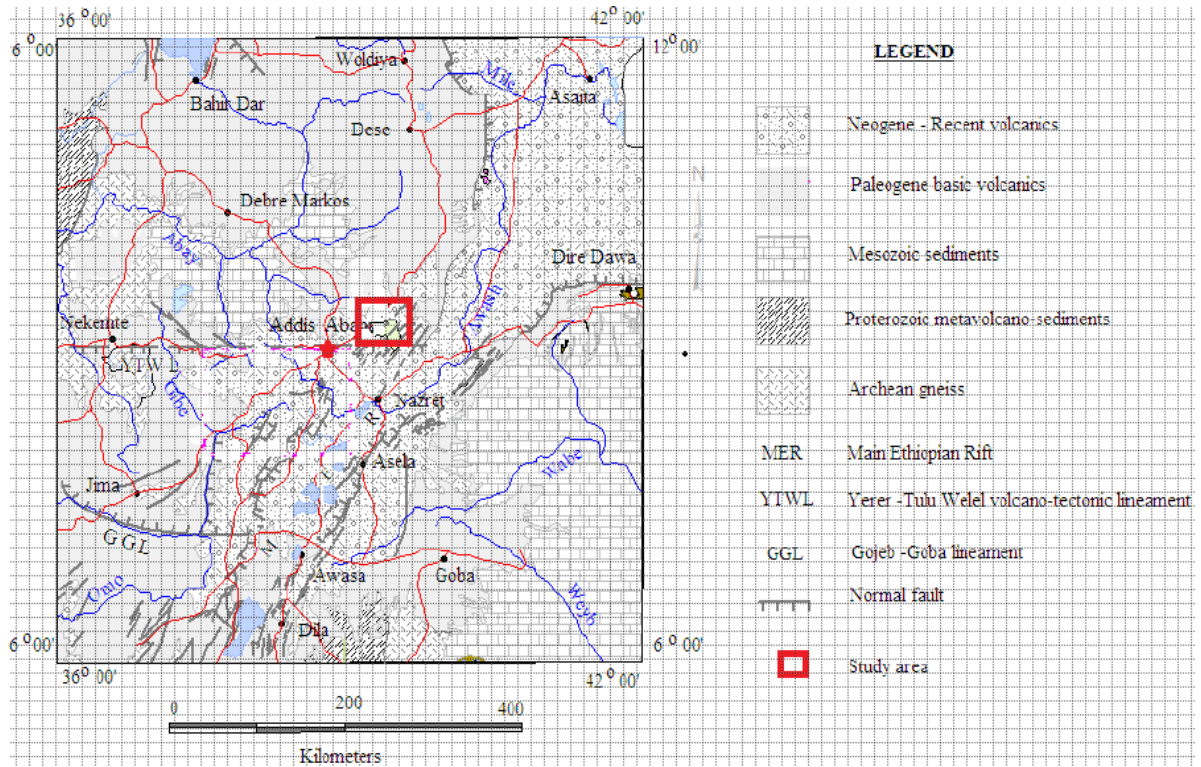 36 º 00'
42 º 00'
6 º 00'
12 º 00'
LEGEND
Woldiya
Mile
Asaita
Bahir Dar
Dese
Neogene - Recent volcanics
N
Paleogene basic volcanics
Debre Markos
Abay
Mesozoic sediments
Dire Dawa
Awash
Proterozoic metavolcano-sediments
Nekemte
Addis Ababa
YTWL
Gibe
Archean gneiss
Nazret
R
MER
Main Ethiopian Rift
Asela
Wabe
E
Jima
YTWL
Yerer -Tulu Welel volcano-tectonic lineament
GGL
M
GGL
Gojeb -Goba lineament
Omo
Awasa
Goba
Weyb
Normal fault
Dila
6 º 00'
6 º 00'
Study area
36 º 00'
42 º 00'
0
200
400
Kilometers